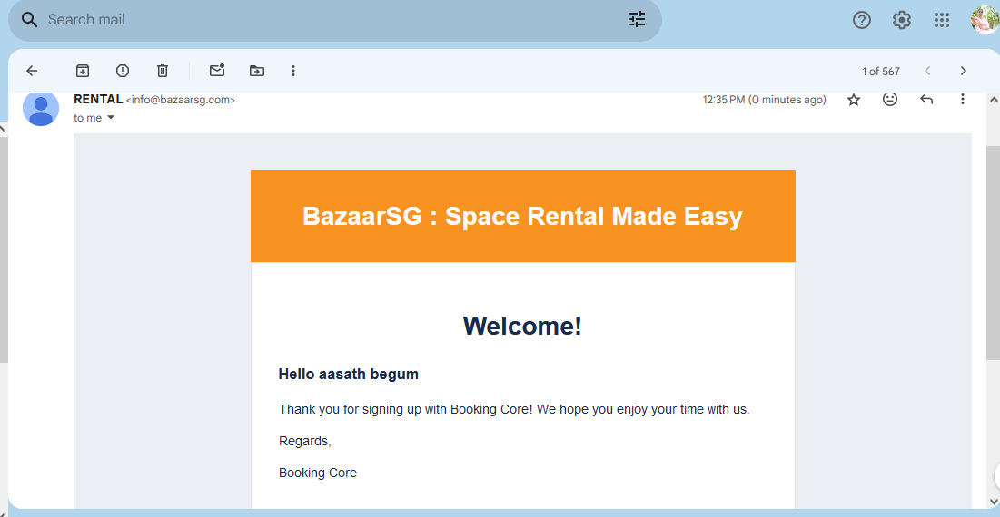 Search mail
1 of 567
RENTAL <info@bazaarsg.com>
12:35 PM (0 minutes ago)
to me
BazaarSG : Space Rental Made Easy
Welcome!
Hello aasath begum
Thank you for signing up with Booking Core! We hope you enjoy your time with us.
Regards,
Booking Core